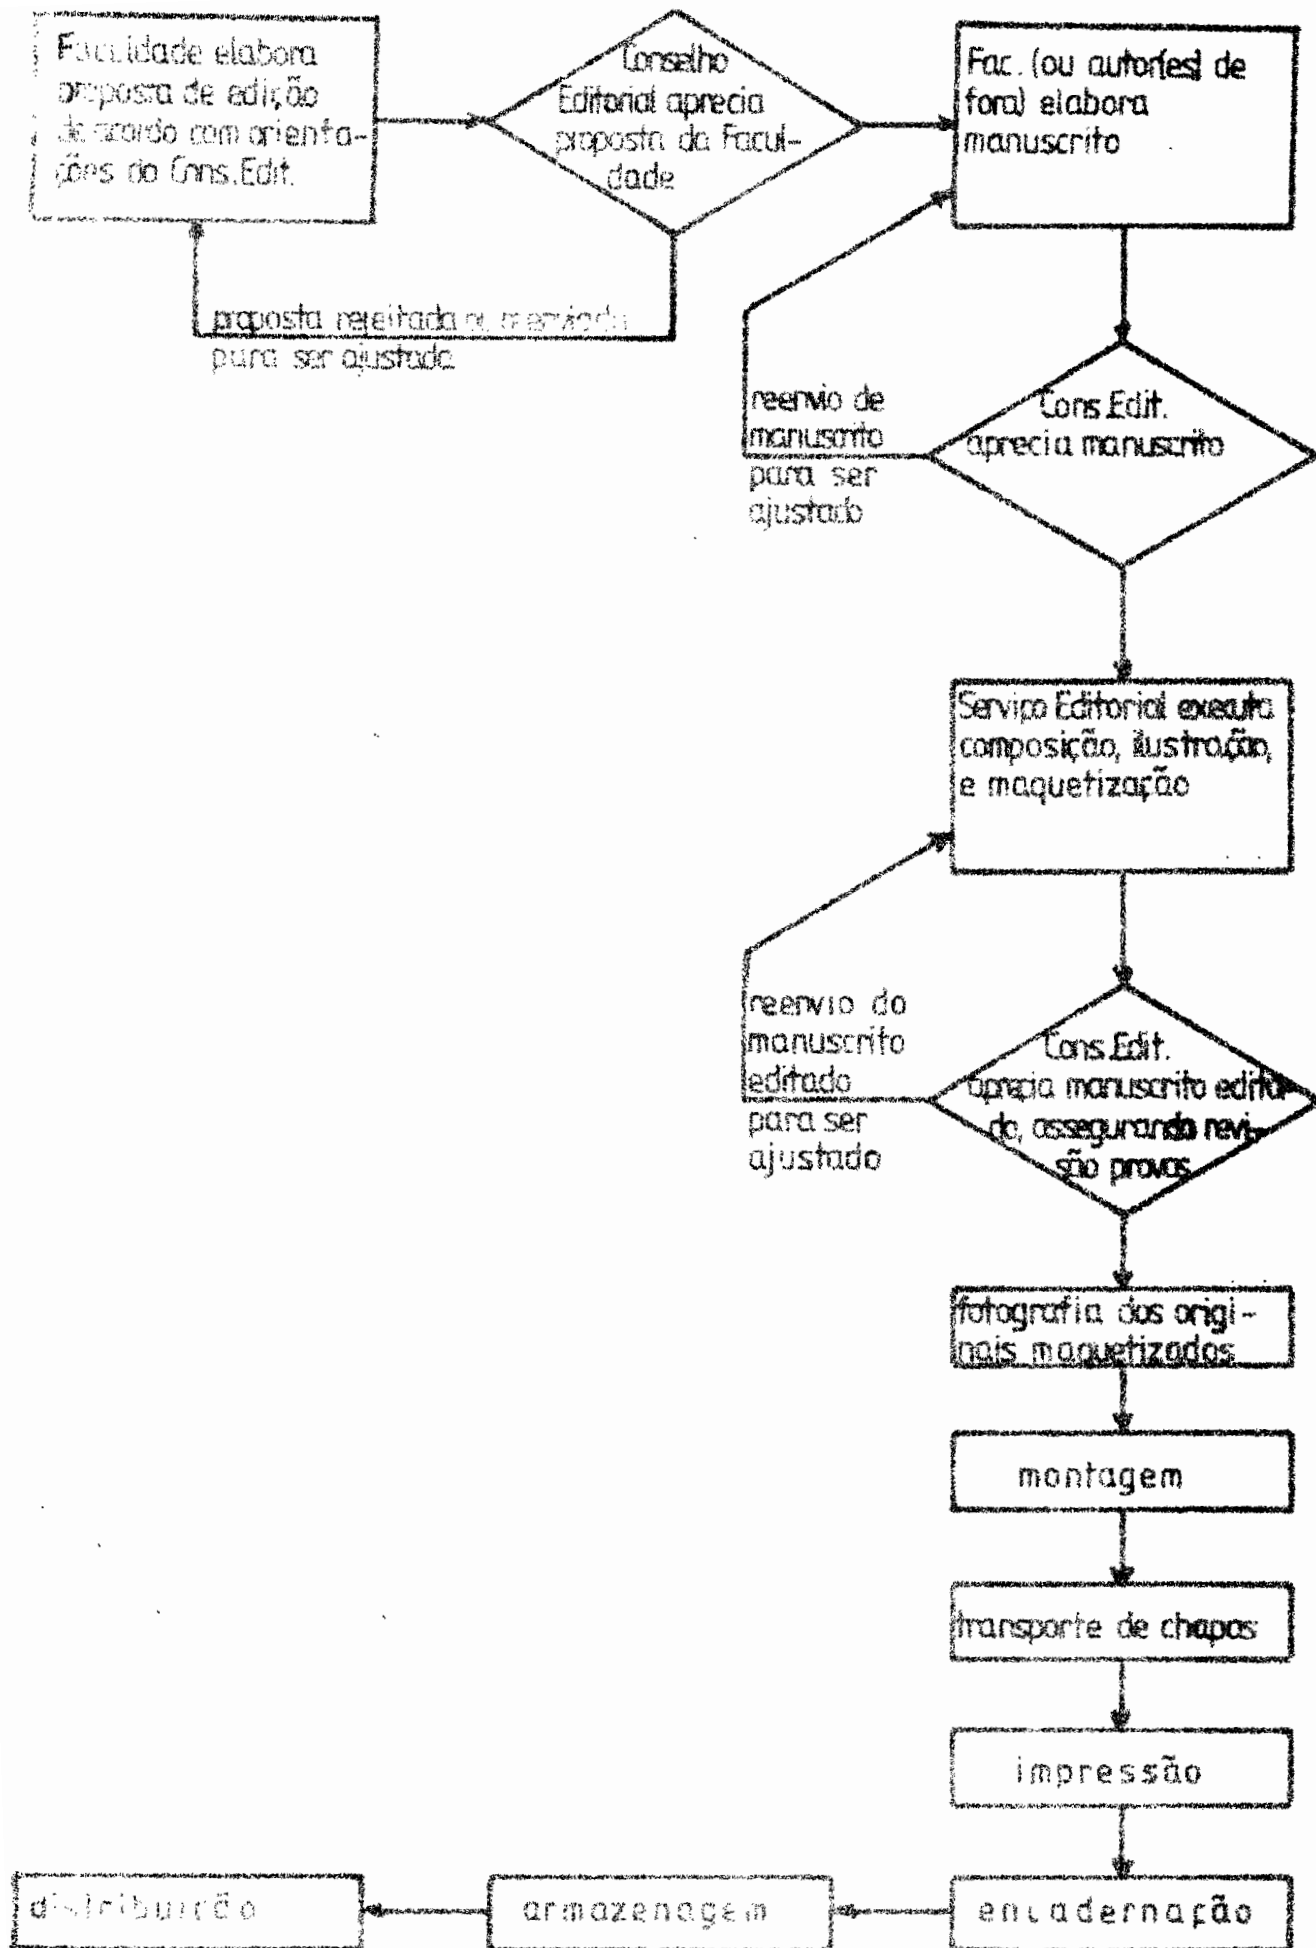 Faculdade elabora
proposta de edição
de acordo com orienta-
ções do Cons.Edit.
Conselho
Editorial aprecia
proposta da Facul-
dade
Fac. (ou autor(es) de
fora) elabora
manuscrito
proposta rejeitada ou reenviada
para ser ajustada
reenvio de
manuscrito
para ser
ajustado
Cons.Edit.
aprecia manuscrito
Serviço Editorial executa
composição, ilustração,
e maquetização
reenvio do
manuscrito
editado
para ser
ajustado
Cons.Edit.
aprecia manuscrito edita-
do, assegurando revi-
são provas
fotografia dos origi-
nais maquetizados
montagem
transporte de chapas
impressão
encadernação
armazenagem
distribuição